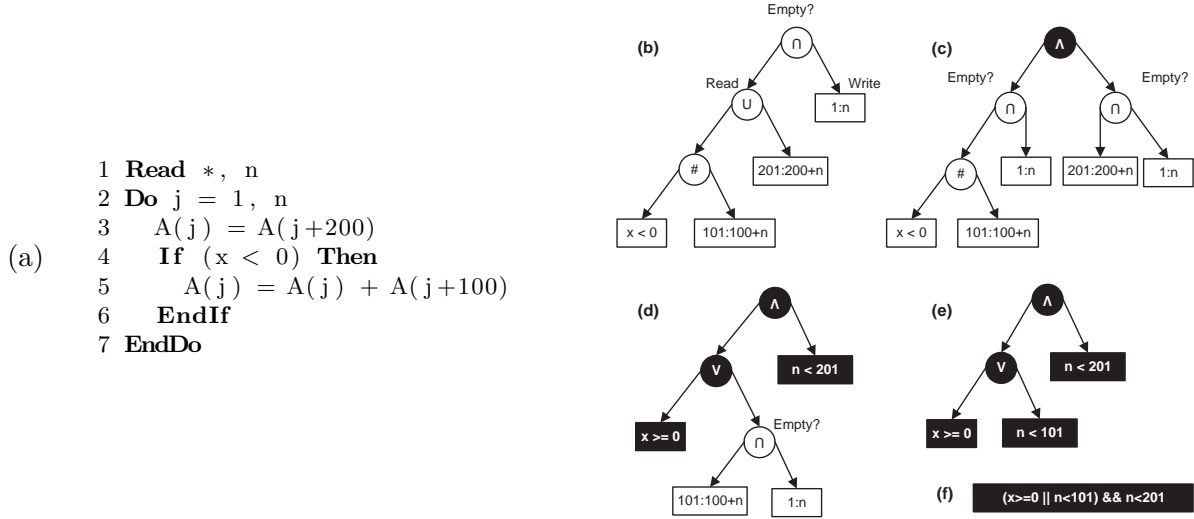 (a)
1 Read *, n
2 Do j = 1, n
3 A(j) = A(j+200)
4 If (x < 0) Then
5 A(j) = A(j) + A(j+100)
6 EndIf
7 EndDo
(b)
Empty?
∩
Read
Write
∪
1:n
#
201:200+n
x < 0
101:100+n
(c)
∧
Empty?
Empty?
∩
∩
#
1:n
201:200+n
1:n
x < 0
101:100+n
(d)
∧
∨
n < 201
x >= 0
Empty?
∩
101:100+n
1:n
(e)
∧
∨
n < 201
x >= 0
n < 101
(f)
(x>=0 || n<101) && n<201